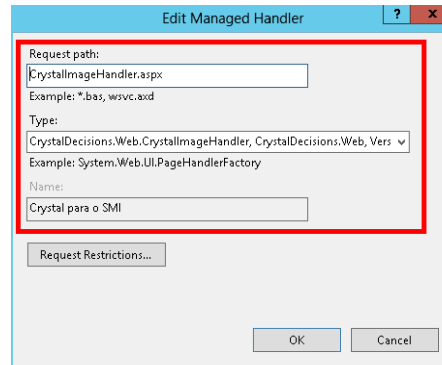 Edit Managed Handler
? x
Request path:
CrystalImageHandler.aspx
Example: *.bas, wsvc.axd
Type:
CrystalDecisions.Web.CrystalImageHandler, CrystalDecisions.Web, Vers
Example: System.Web.UI.PageHandlerFactory
Name:
Crystal para o SMI
Request Restrictions...
OK Cancel